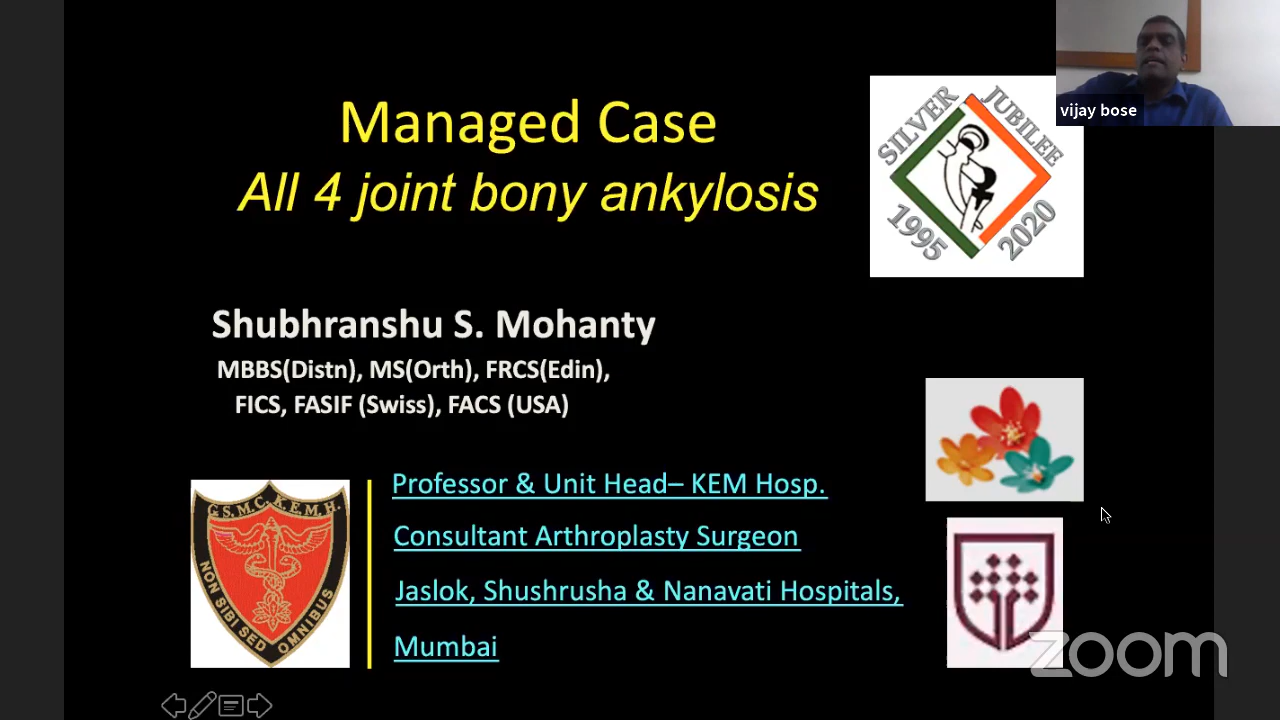 vijay bose
SILVER JUBILEE
1995 2020
Managed Case
All 4 joint bony ankylosis
Shubhranshu S. Mohanty
MBBS(Distn), MS(Orth), FRCS(Edin),
FICS, FASIF (Swiss), FACS (USA)
G.S.M.C.K.E.M.H.
NON SIBI SED OMNIBUS
Professor & Unit Head– KEM Hosp.
Consultant Arthroplasty Surgeon
Jaslok, Shushrusha & Nanavati Hospitals,
Mumbai
zoom